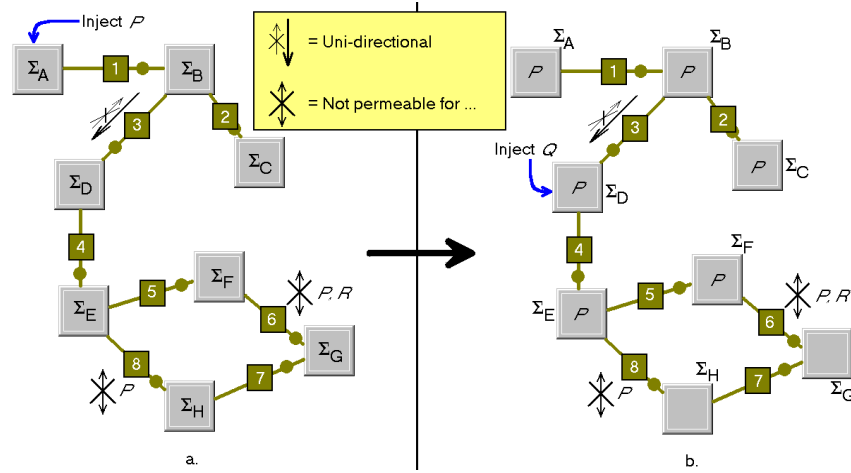 Inject P
ΣA
1
ΣB
3
2
ΣD
ΣC
4
ΣE
5
ΣF
P, R
6
8
7
ΣG
P
ΣH
a.
= Uni-directional
= Not permeable for ...
ΣA
P
1
ΣB
P
3
2
Inject Q
P
ΣD
P
ΣC
4
ΣE
P
5
ΣF
P
P, R
6
8
7
ΣG
P
ΣH
b.